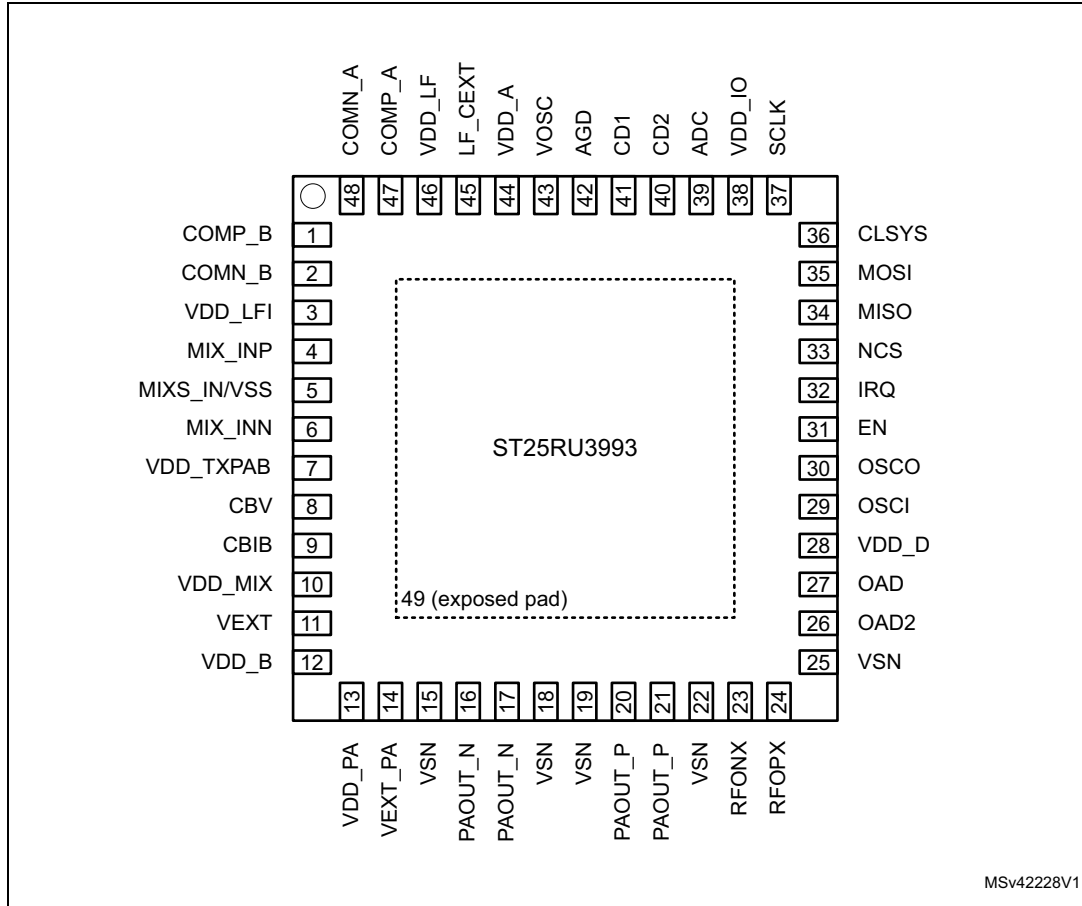 COMN_A
COMP_A
VDD_LF
LF_CEXT
VDD_A
VOSC
AGD
CD1
CD2
ADC
VDD_IO
SCLK
48
47
46
45
44
43
42
41
40
39
38
37
COMP_B 1
COMN_B 2
VDD_LFI 3
MIX_INP 4
MIXS_IN/VSS 5
MIX_INN 6
VDD_TXPAB 7
CBV 8
CBIB 9
VDD_MIX 10
VEXT 11
VDD_B 12
ST25RU3993
49 (exposed pad)
36 CLSYS
35 MOSI
34 MISO
33 NCS
32 IRQ
31 EN
30 OSCO
29 OSCI
28 VDD_D
27 OAD
26 OAD2
25 VSN
13
14
15
16
17
18
19
20
21
22
23
24
VDD_PA
VEXT_PA
VSN
PAOUT_N
PAOUT_N
VSN
VSN
PAOUT_P
PAOUT_P
VSN
RFONX
RFOPX
MSv42228V1